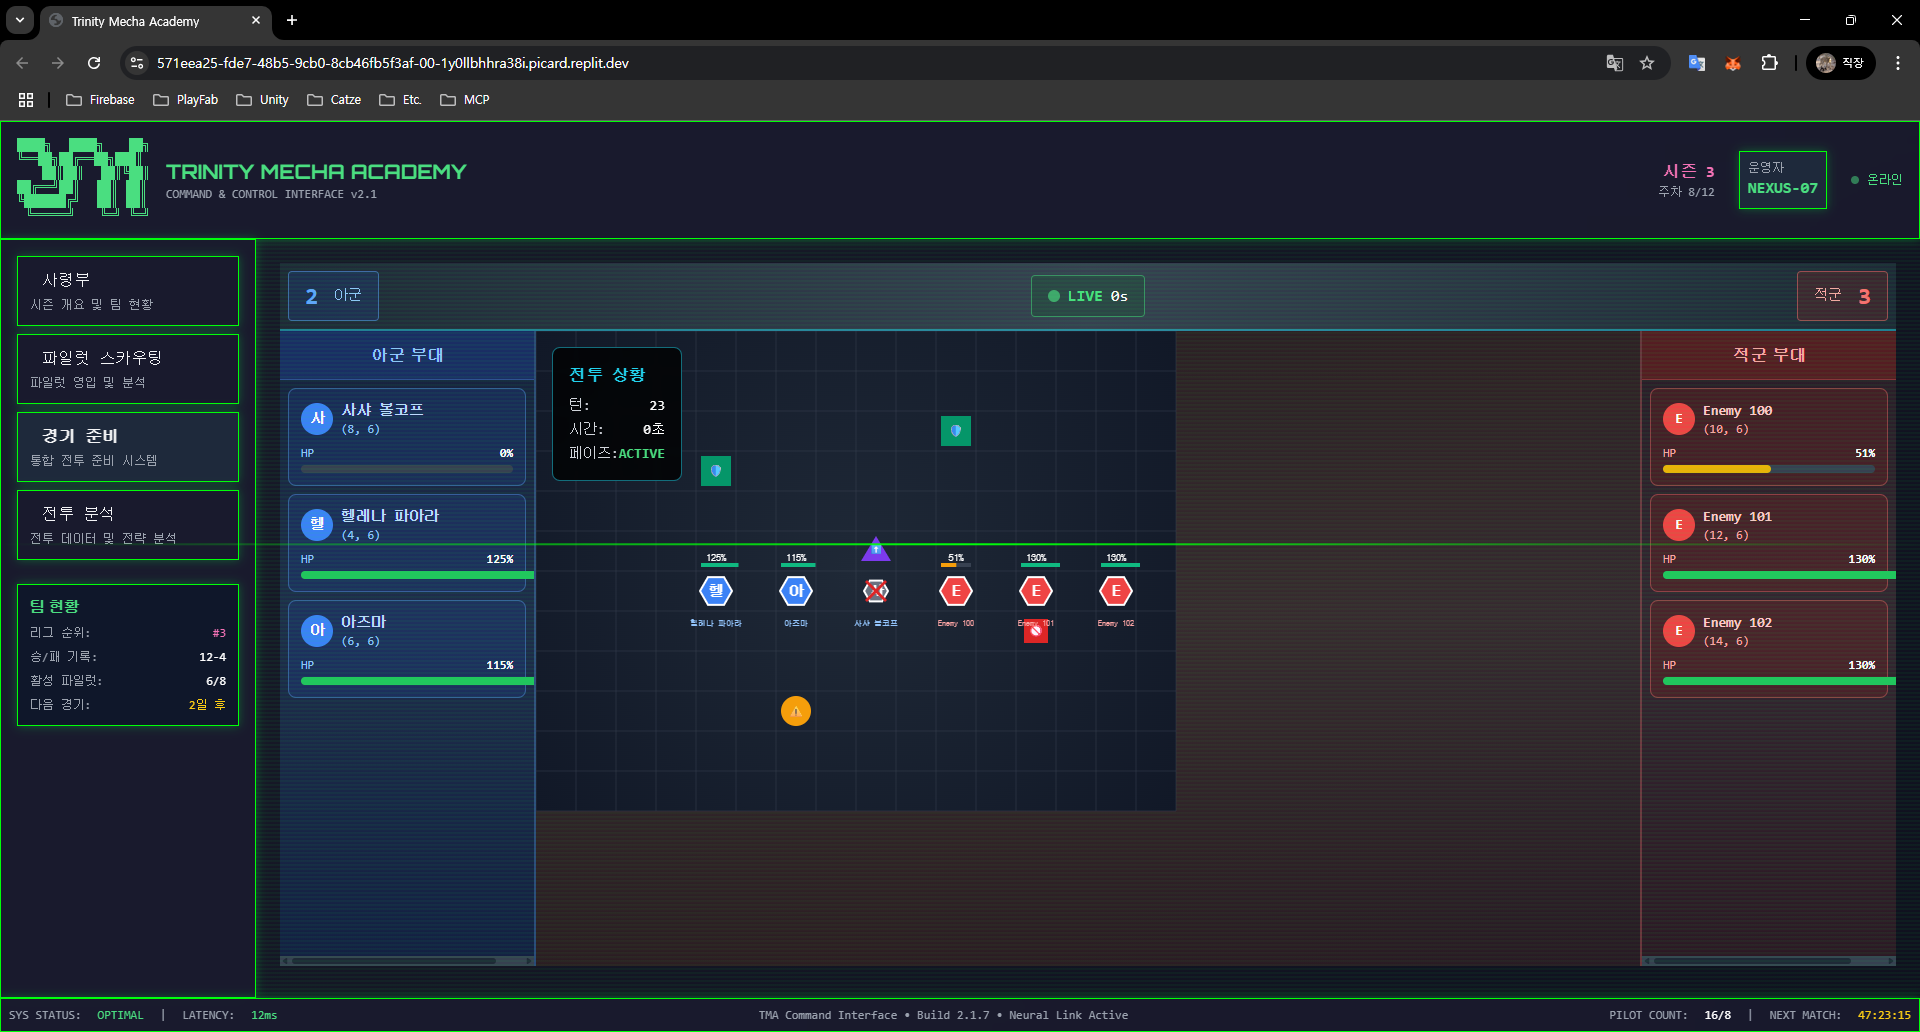 Trinity Mecha Academy
571eea25-fde7-48b5-9cb0-8cb46fb5f3af-00-1y0llbhhra38i.picard.replit.dev
직장
Firebase
PlayFab
Unity
Catze
Etc.
MCP
TRINITY MECHA ACADEMY
COMMAND & CONTROL INTERFACE v2.1
시즌 3
주차 8/12
운영자
NEXUS-07
온라인
사령부
시즌 개요 및 팀 현황
파일럿 스카우팅
파일럿 영입 및 분석
경기 준비
통합 전투 준비 시스템
전투 분석
전투 데이터 및 전략 분석
팀 현황
리그 순위: #3
승/패 기록: 12-4
활성 파일럿: 6/8
다음 경기: 2일 후
2 아군
LIVE 0s
적군 3
아군 부대
사
사샤 볼코프
(8, 6)
HP 0%
헬
헬레나 파아라
(4, 6)
HP 125%
아
아즈마
(6, 6)
HP 115%
전투 상황
턴: 23
시간: 0초
페이즈:ACTIVE
125% 115% 51% 130% 130%
헬 아 E E E
헬레나 파아라 아즈마 사샤 볼코프 Enemy 100 Enemy 101 Enemy 102
적군 부대
E
Enemy 100
(10, 6)
HP 51%
E
Enemy 101
(12, 6)
HP 130%
E
Enemy 102
(14, 6)
HP 130%
SYS STATUS: OPTIMAL | LATENCY: 12ms
TMA Command Interface • Build 2.1.7 • Neural Link Active
PILOT COUNT: 16/8 | NEXT MATCH: 47:23:15